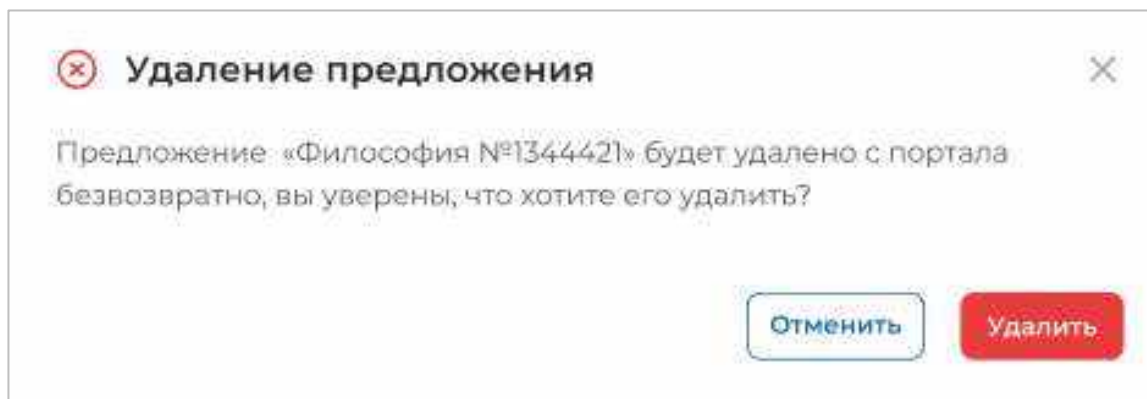 Удаление предложения
Предложение «Философия №1344421» будет удалено с портала
безвозвратно, вы уверены, что хотите его удалить?
Отменить
Удалить